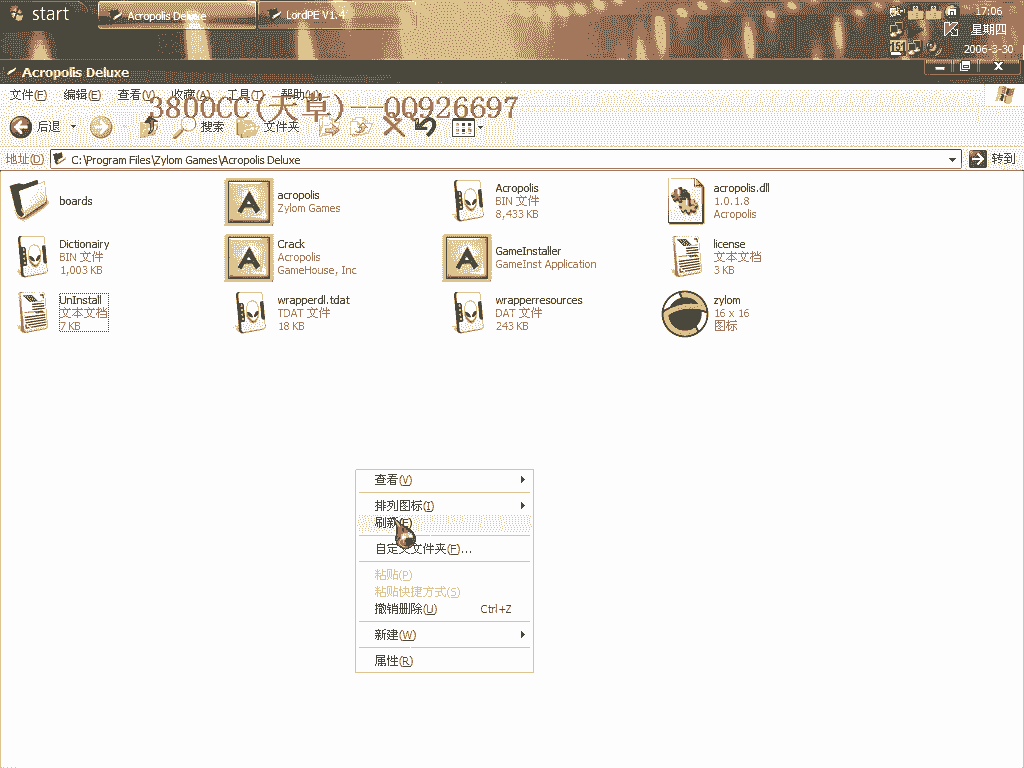 start
Acropolis Deluxe
LordPE V1.4
17:06
星期四
2006-3-30
151
Acropolis Deluxe
文件(F) 编辑(E) 查看(V) 收藏(A) 工具(T) 帮助(H)
3800CC(天草)--QQ926697
后退 搜索 文件夹
地址(D) C:\Program Files\Zylom Games\Acropolis Deluxe 转到
boards
acropolis
Zylom Games
Acropolis
BIN 文件
8,433 KB
acropolis.dll
1.0.1.8
Acropolis
Dictionairy
BIN 文件
1,003 KB
Crack
Acropolis
GameHouse, Inc
GameInstaller
GameInst Application
license
文本文档
3 KB
UnInstall
文本文档
7 KB
wrapperdl.tdat
TDAT 文件
18 KB
wrapperresources
DAT 文件
243 KB
zylom
16 x 16
图标
查看(V)
排列图标(I)
刷新(E)
自定义文件夹(F)...
粘贴(P)
粘贴快捷方式(S)
撤销删除(U) Ctrl+Z
新建(W)
属性(R)